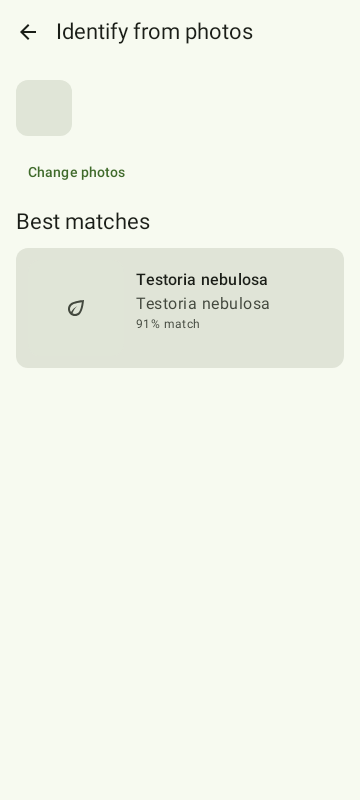 Identify from photos
Change photos
Best matches
Testoria nebulosa
Testoria nebulosa
91% match